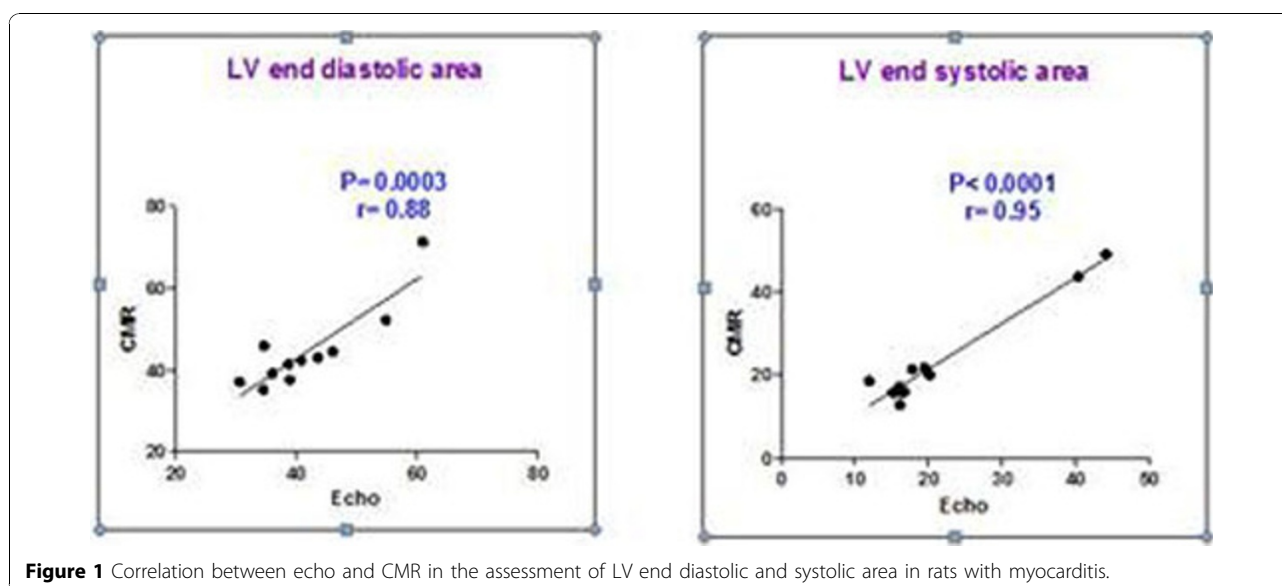 LV end diastolic area
P=0.0003
r=0.88
80
60
40
20
CMR
20 40 60 80
Echo
LV end systolic area
P<0.0001
r=0.95
60
40
20
0
CMR
0 10 20 30 40 50
Echo
Figure 1 Correlation between echo and CMR in the assessment of LV end diastolic and systolic area in rats with myocarditis.